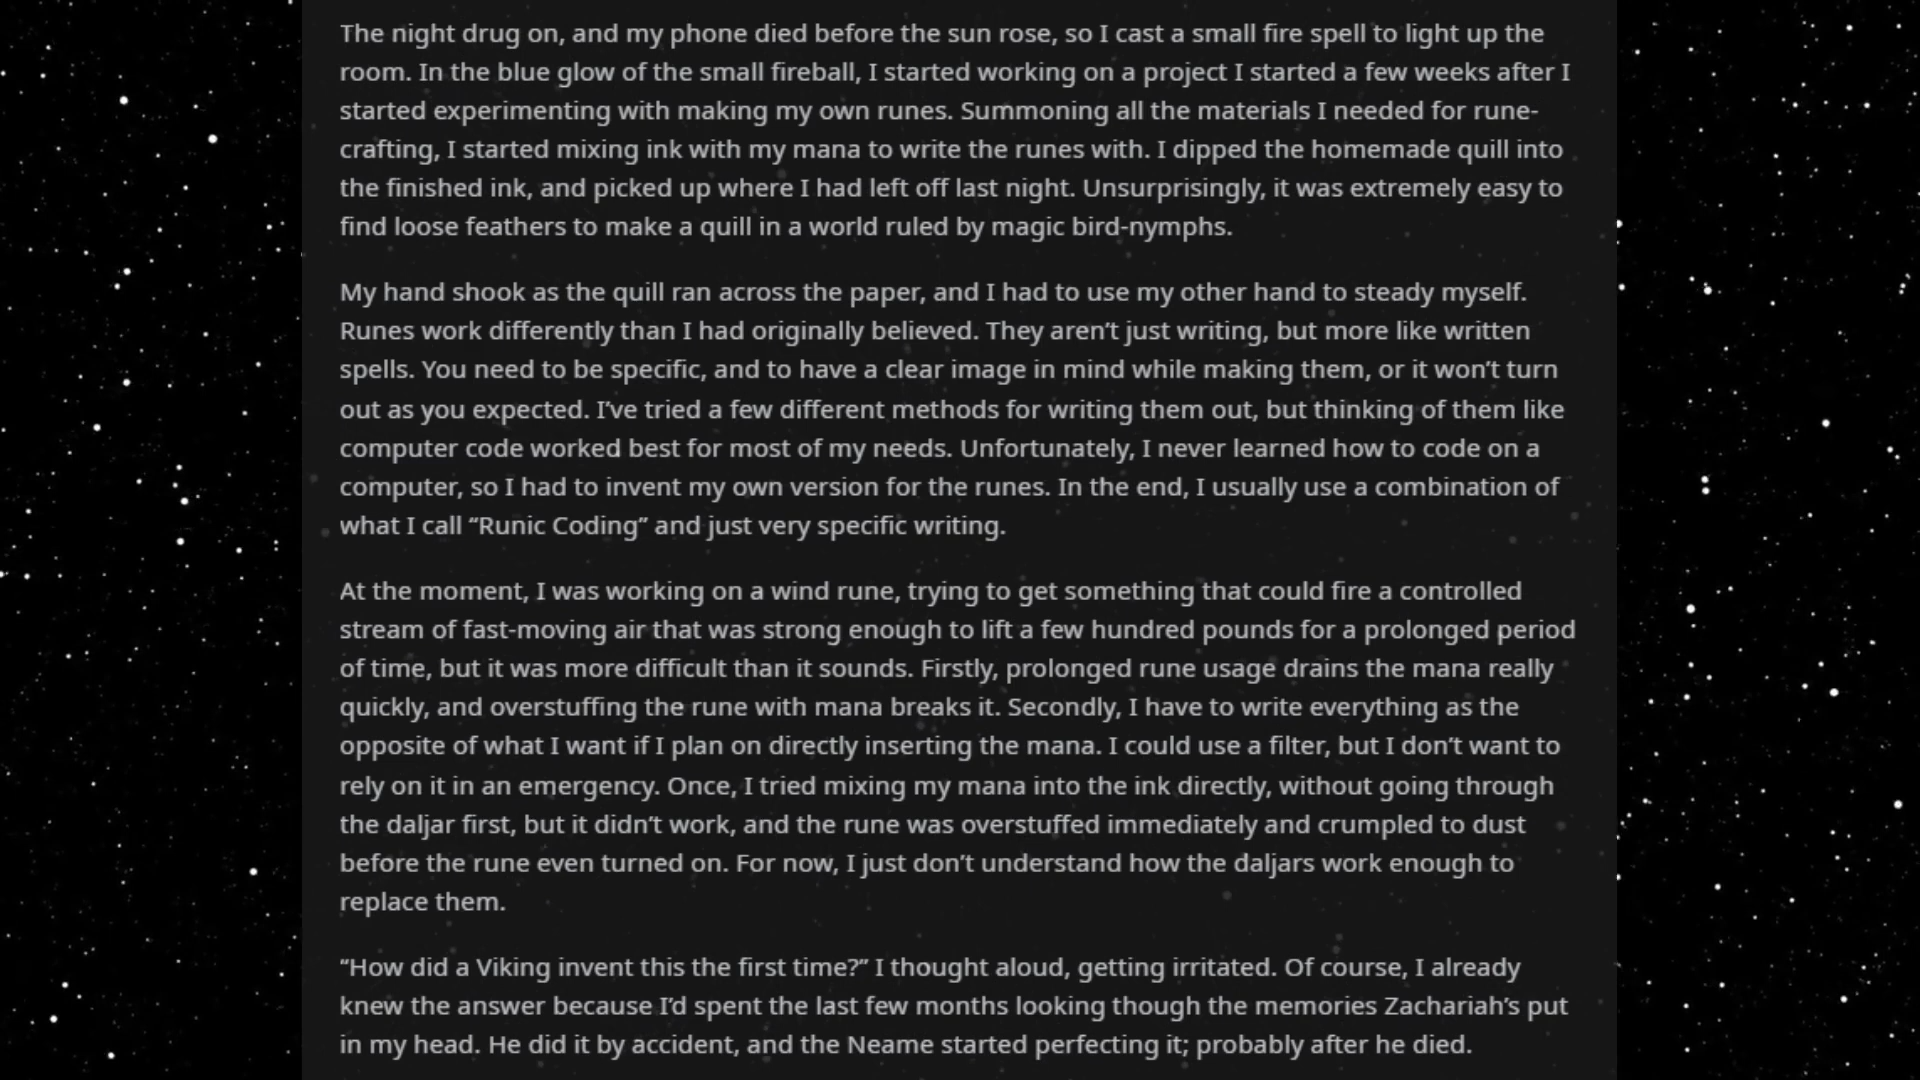 The night drug on, and my phone died before the sun rose, so I cast a small fire spell to light up the
room. In the blue glow of the small fireball, I started working on a project I started a few weeks after I
started experimenting with making my own runes. Summoning all the materials I needed for rune-
crafting, I started mixing ink with my mana to write the runes with. I dipped the homemade quill into
the finished ink, and picked up where I had left off last night. Unsurprisingly, it was extremely easy to
find loose feathers to make a quill in a world ruled by magic bird-nymphs.
My hand shook as the quill ran across the paper, and I had to use my other hand to steady myself.
Runes work differently than I had originally believed. They aren’t just writing, but more like written
spells. You need to be specific, and to have a clear image in mind while making them, or it won’t turn
out as you expected. I’ve tried a few different methods for writing them out, but thinking of them like
computer code worked best for most of my needs. Unfortunately, I never learned how to code on a
computer, so I had to invent my own version for the runes. In the end, I usually use a combination of
what I call “Runic Coding” and just very specific writing.
At the moment, I was working on a wind rune, trying to get something that could fire a controlled
stream of fast-moving air that was strong enough to lift a few hundred pounds for a prolonged period
of time, but it was more difficult than it sounds. Firstly, prolonged rune usage drains the mana really
quickly, and overstuffing the rune with mana breaks it. Secondly, I have to write everything as the
opposite of what I want if I plan on directly inserting the mana. I could use a filter, but I don’t want to
rely on it in an emergency. Once, I tried mixing my mana into the ink directly, without going through
the daljar first, but it didn’t work, and the rune was overstuffed immediately and crumpled to dust
before the rune even turned on. For now, I just don’t understand how the daljars work enough to
replace them.
“How did a Viking invent this the first time?” I thought aloud, getting irritated. Of course, I already
knew the answer because I’d spent the last few months looking though the memories Zachariah’s put
in my head. He did it by accident, and the Neame started perfecting it; probably after he died.